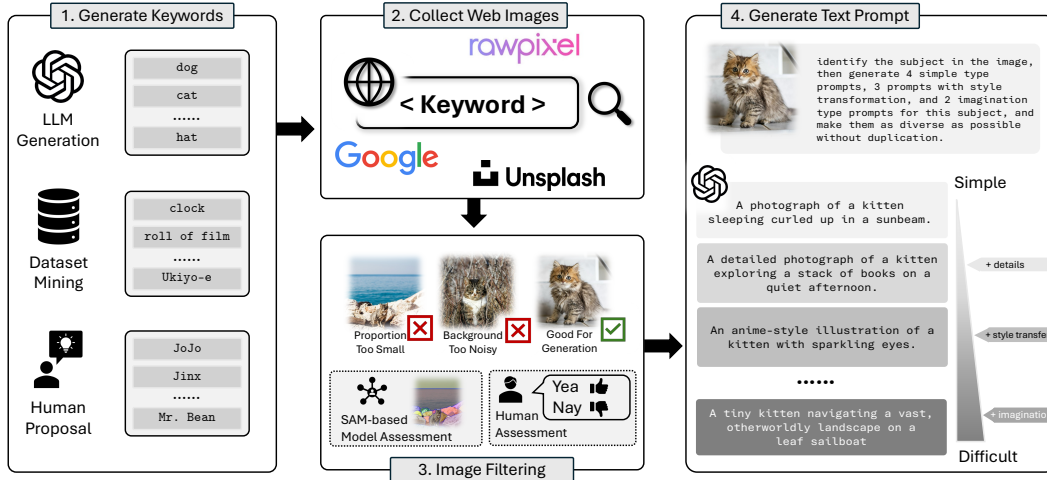 1. Generate Keywords
LLM
Generation
dog
cat
......
hat
Dataset
Mining
clock
roll of film
......
Ukiyo-e
Human
Proposal
JoJo
Jinx
......
Mr. Bean
2. Collect Web Images
rawpixel
< Keyword >
Google
Unsplash
Proportion
Too Small
Background
Too Noisy
Good For
Generation
SAM-based
Model Assessment
Yea
Nay
Human
Assessment
3. Image Filtering
4. Generate Text Prompt
identify the subject in the image,
then generate 4 simple type
prompts, 3 prompts with style
transformation, and 2 imagination
type prompts for this subject, and
make them as diverse as possible
without duplication.
Simple
A photograph of a kitten
sleeping curled up in a sunbeam.
A detailed photograph of a kitten
exploring a stack of books on a
quiet afternoon.
+ details
An anime-style illustration of a
kitten with sparkling eyes.
+ style transfe
......
A tiny kitten navigating a vast,
otherworldly landscape on a
leaf sailboat
+ imaginatio
Difficult